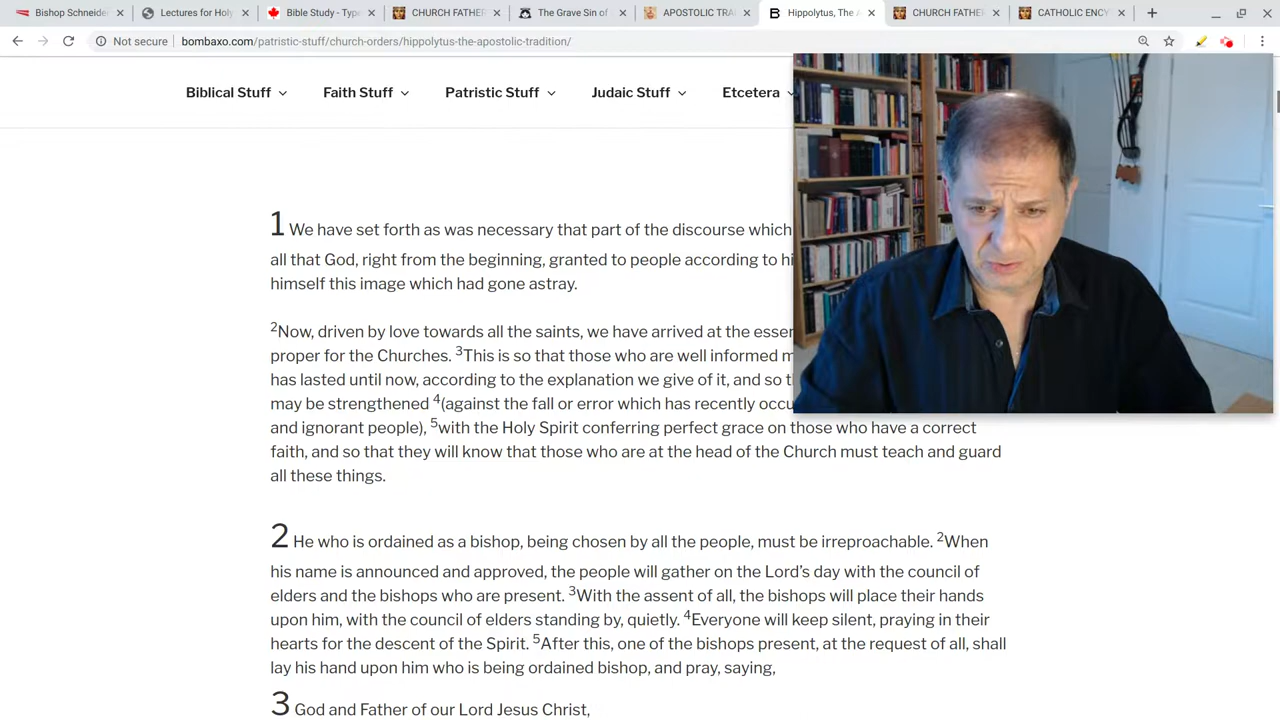 Bishop Schneide
Lectures for Holy
Bible Study - Type
CHURCH FATHER
The Grave Sin of
APOSTOLIC TRA
Hippolytus, The A
CHURCH FATHE
CATHOLIC ENCY
Not secure | bombaxo.com/patristic-stuff/church-orders/hippolytus-the-apostolic-tradition/
Biblical Stuff Faith Stuff Patristic Stuff Judaic Stuff Etcetera
1 We have set forth as was necessary that part of the discourse which
all that God, right from the beginning, granted to people according to hi
himself this image which had gone astray.
2Now, driven by love towards all the saints, we have arrived at the esser
proper for the Churches. 3This is so that those who are well informed m
has lasted until now, according to the explanation we give of it, and so t
may be strengthened 4(against the fall or error which has recently occu
and ignorant people), 5with the Holy Spirit conferring perfect grace on those who have a correct
faith, and so that they will know that those who are at the head of the Church must teach and guard
all these things.
2 He who is ordained as a bishop, being chosen by all the people, must be irreproachable. 2When
his name is announced and approved, the people will gather on the Lord's day with the council of
elders and the bishops who are present. 3With the assent of all, the bishops will place their hands
upon him, with the council of elders standing by, quietly. 4Everyone will keep silent, praying in their
hearts for the descent of the Spirit. 5After this, one of the bishops present, at the request of all, shall
lay his hand upon him who is being ordained bishop, and pray, saying,
3 God and Father of our Lord Jesus Christ,